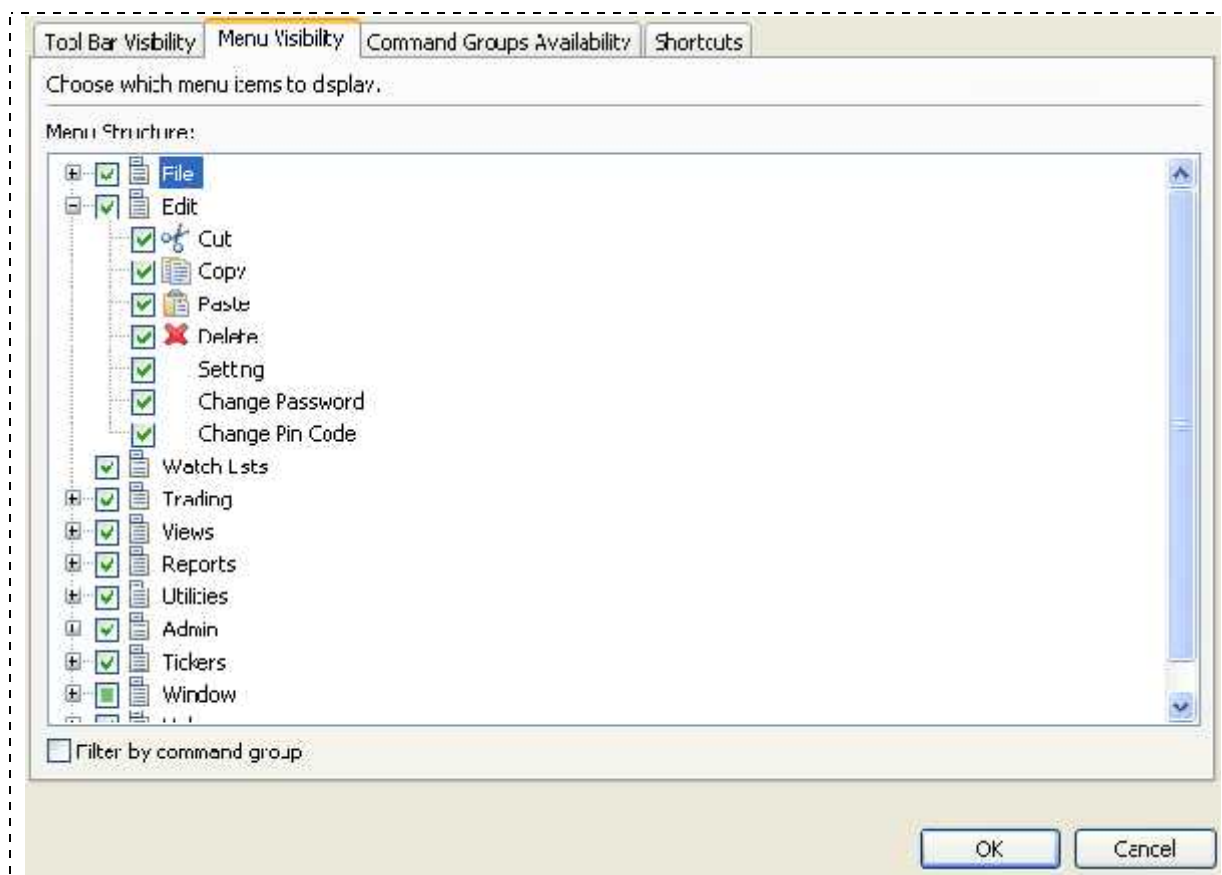 Tool Bar Visibility Menu Visibility Command Groups Availability Shortcuts
Choose which menu items to display.
Menu Structure:
File
Edit
Cut
Copy
Paste
Delete
Setting
Change Password
Change Pin Code
Watch Lists
Trading
Views
Reports
Utilities
Admin
Tickers
Window
Filter by command group
OK Cancel